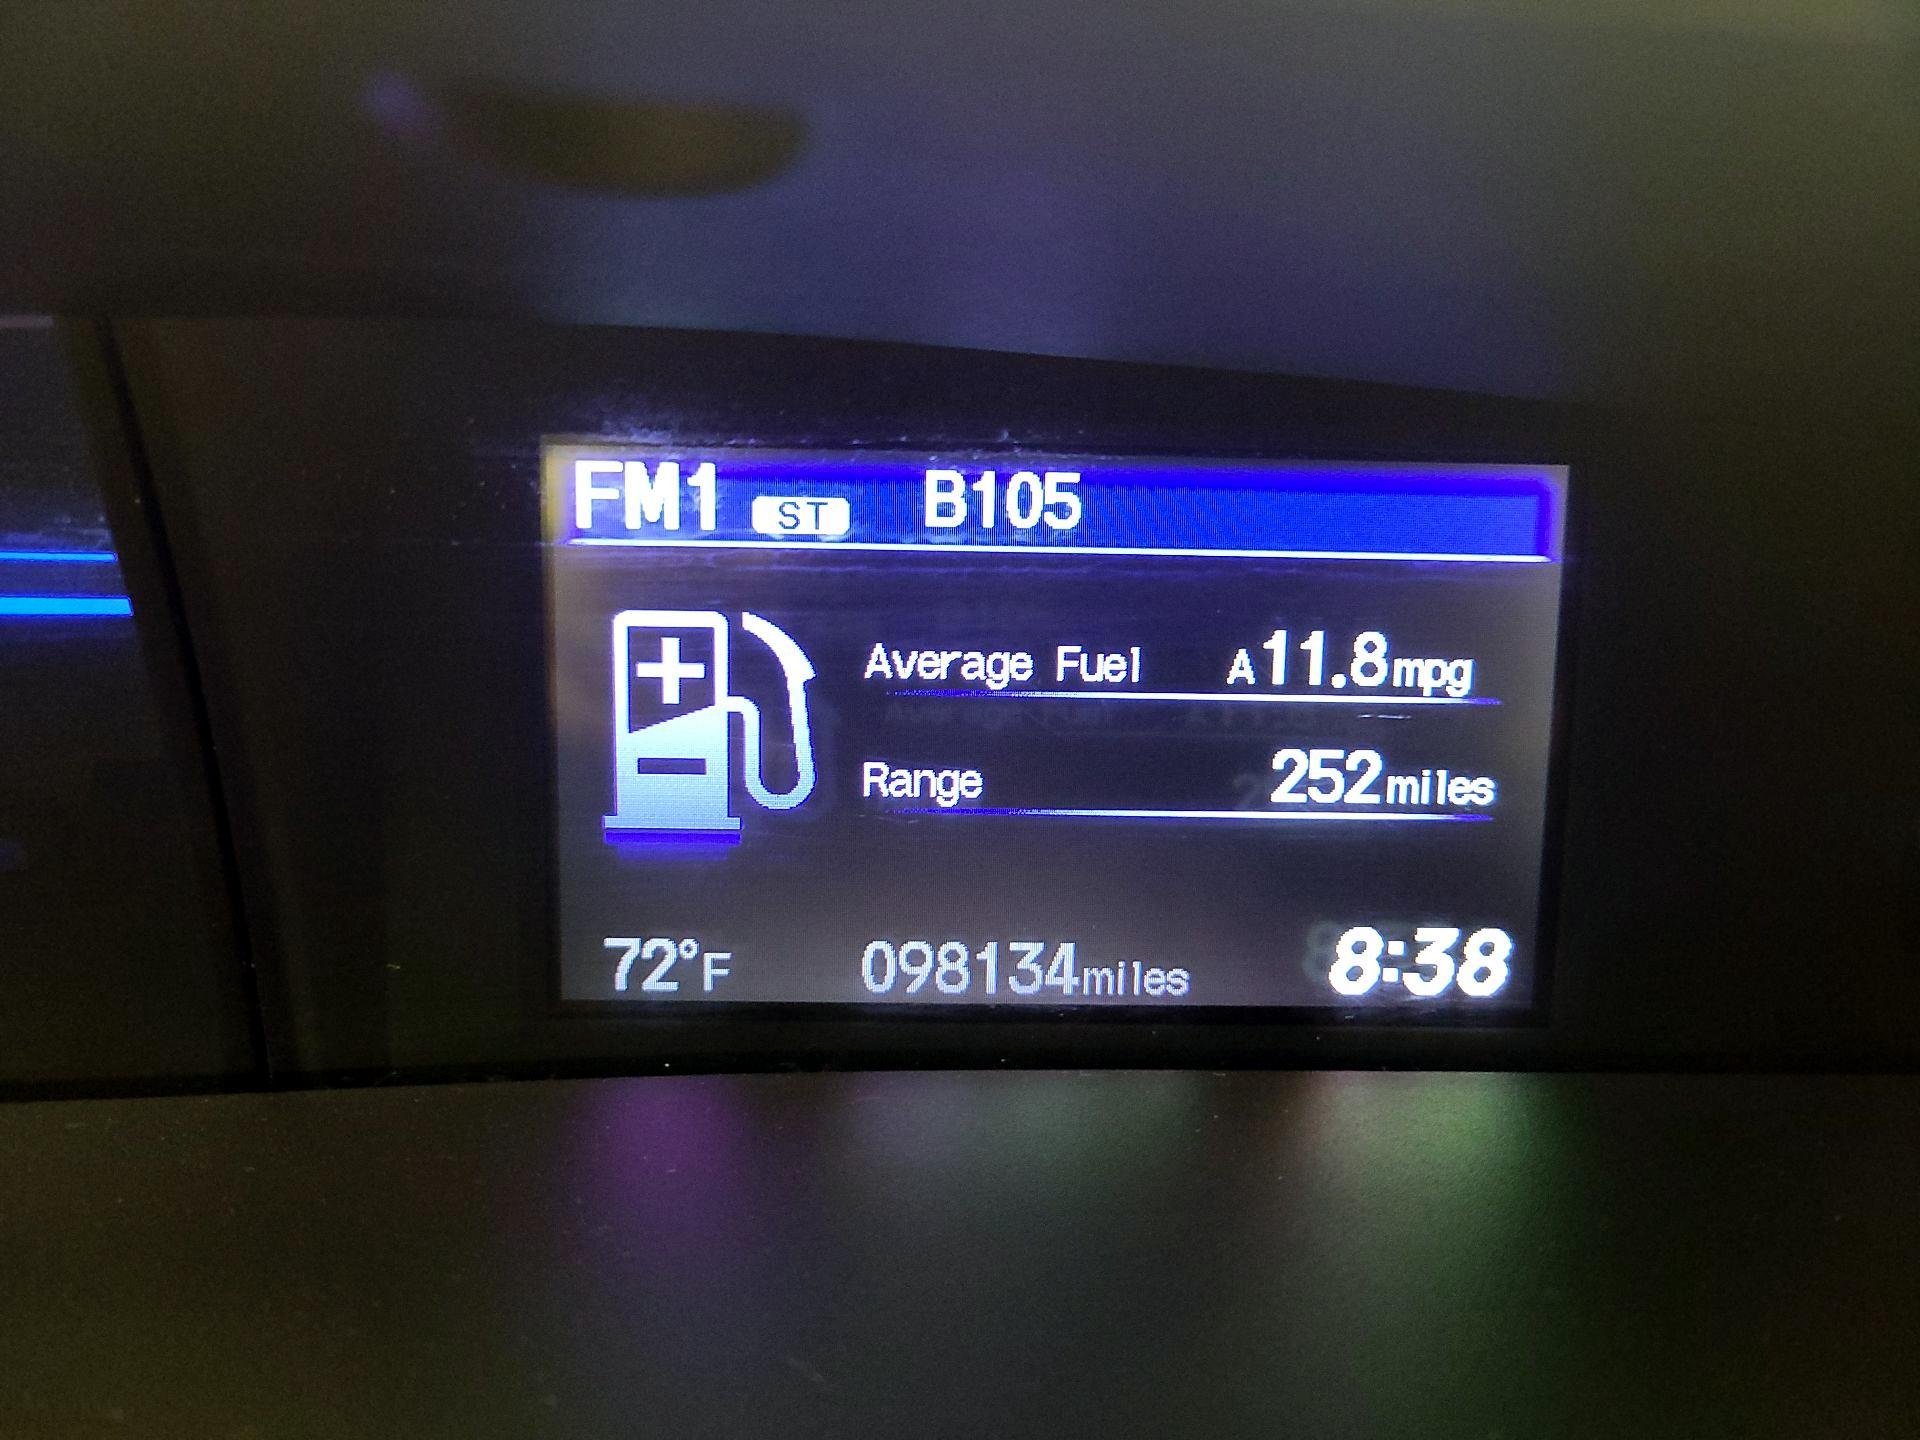 FM1 ST B105
Average Fuel A11.8mpg
Range 252miles
72°F 098134miles 8:38